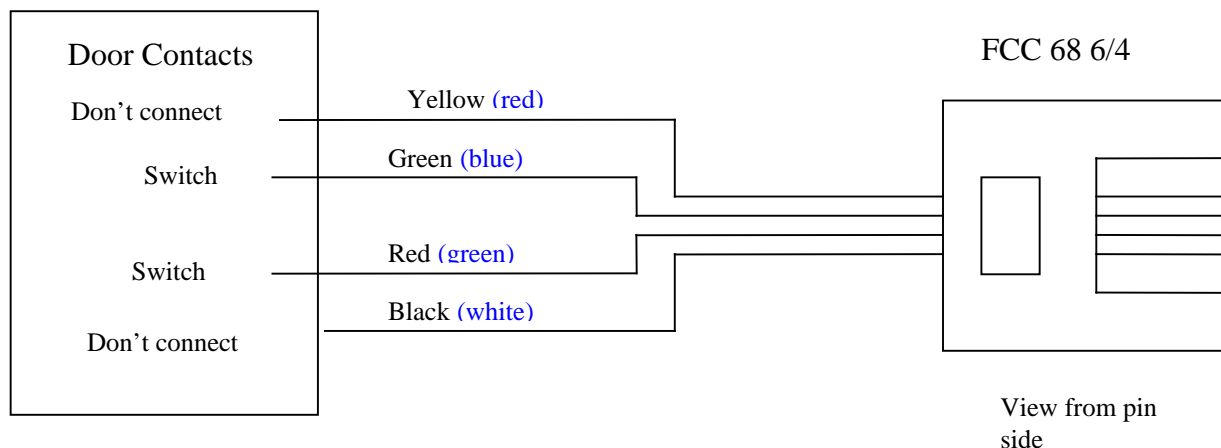 Door Contacts
FCC 68 6/4
Don’t connect
Yellow (red)
Switch
Green (blue)
Switch
Red (green)
Don’t connect
Black (white)
View from pin
side